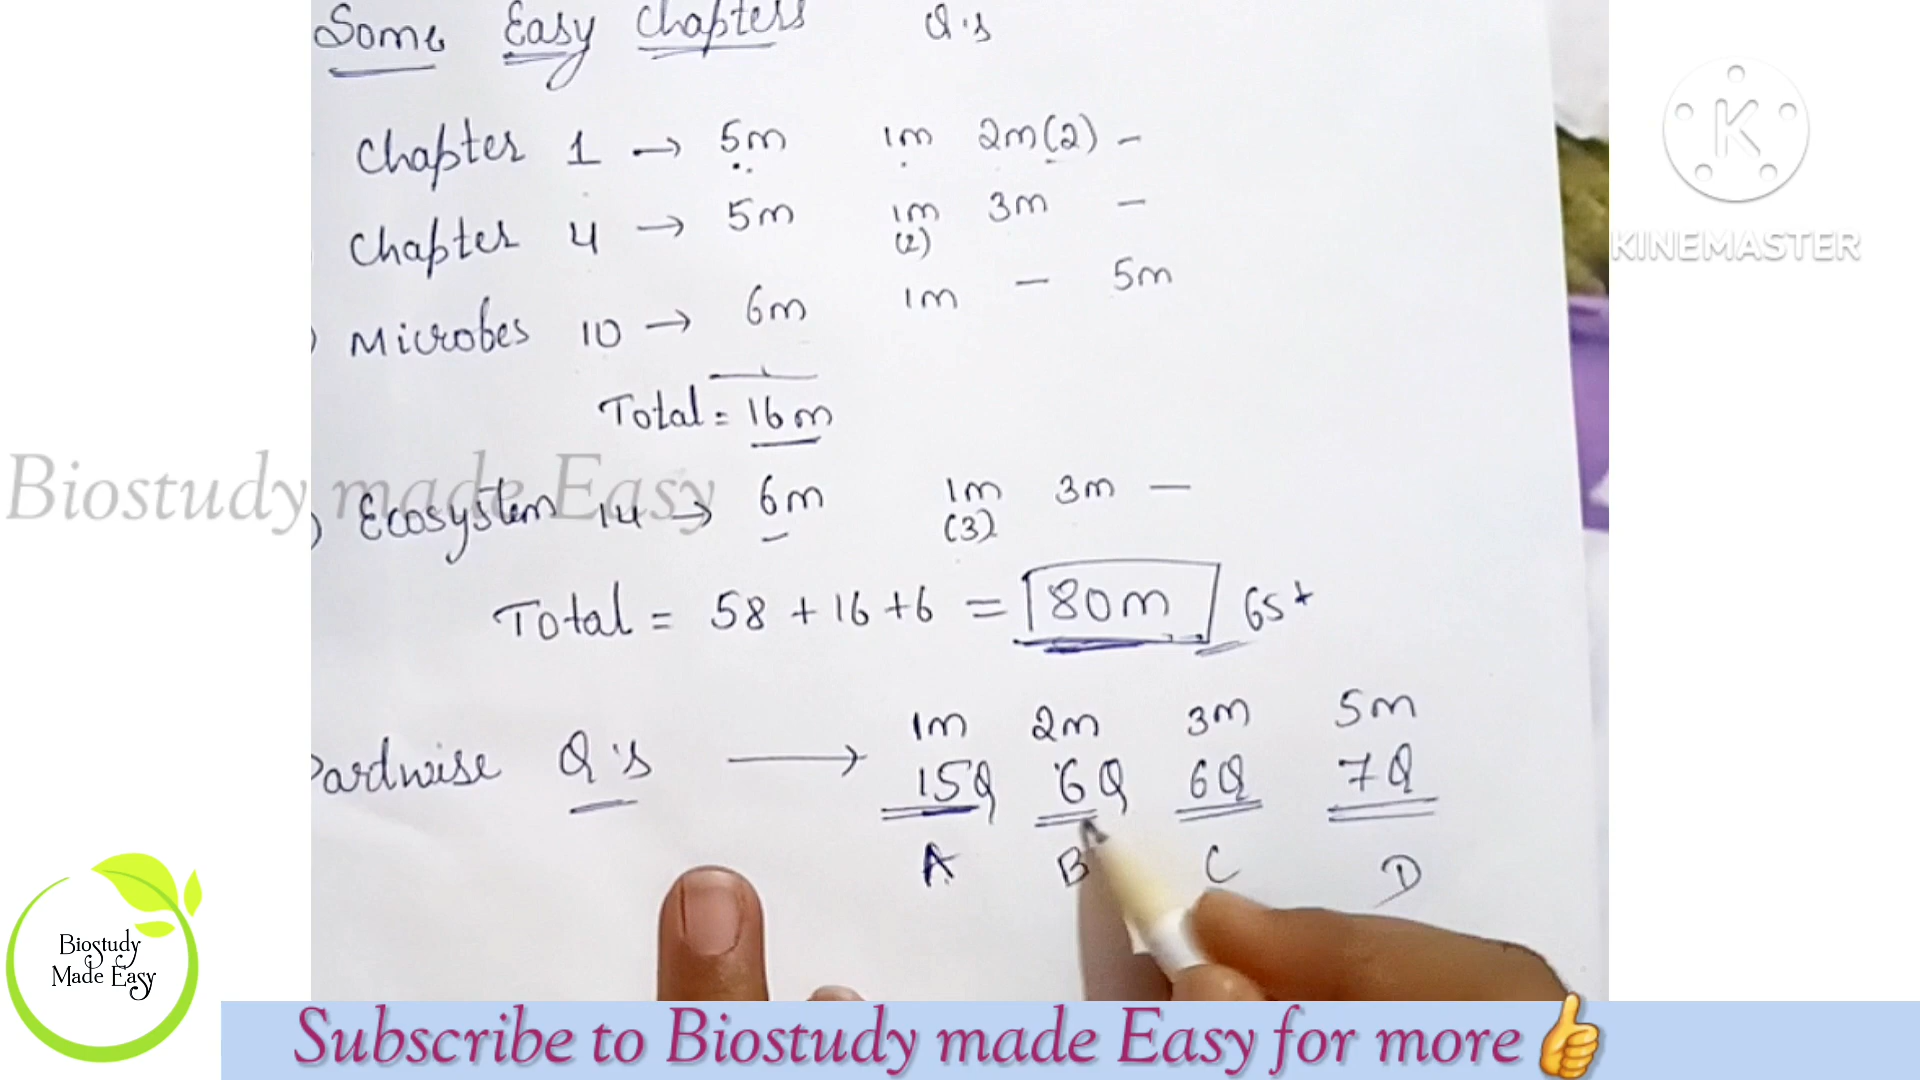 Some Easy Chapters Q's
Chapter 1 → 5m 1m 2m(2) -
Chapter 4 → 5m 1m 3m -
(2)
Microbes 10 → 6m 1m - 5m
Total = 16m
Ecosystem 14 → 6m 1m 3m -
(3)
Total = 58 + 16 + 6 = 80m 65+
Partwise Q's → 1m 2m 3m 5m
15Q 6Q 6Q 7Q
A B C D
K
KINEMASTER
Biostudy made Easy
Biostudy
Made Easy
Subscribe to Biostudy made Easy for more 👍